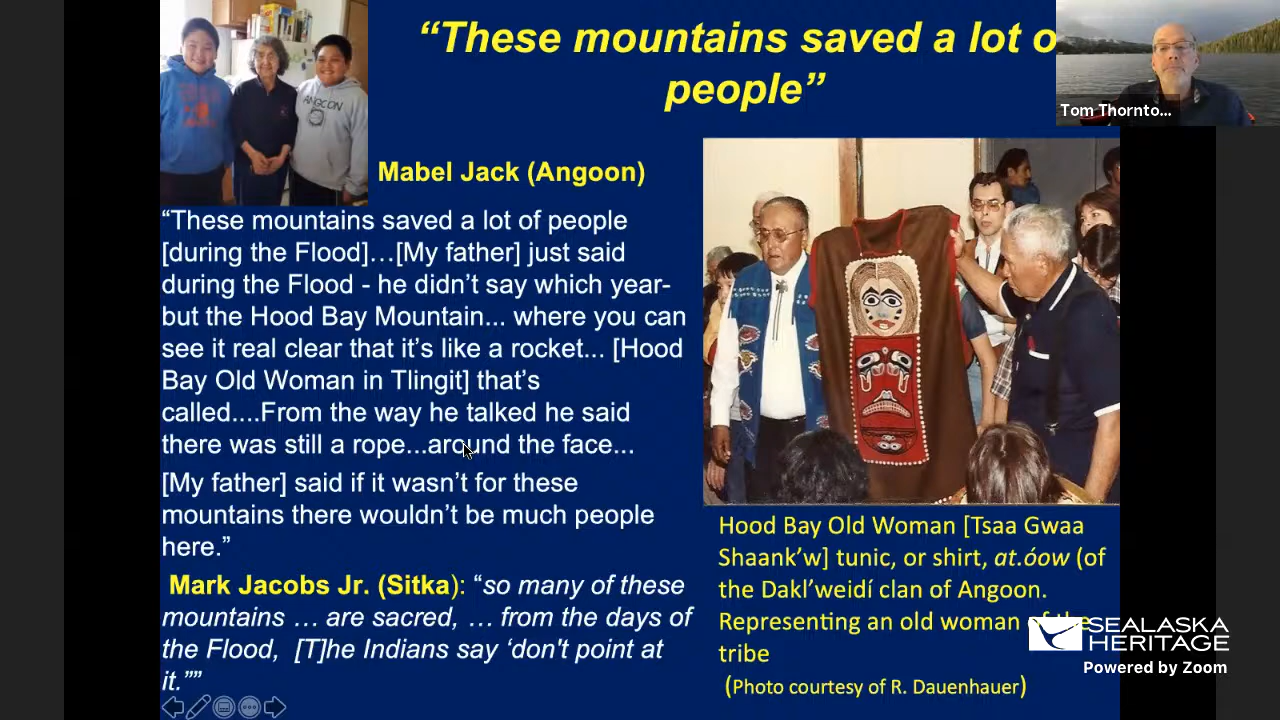 “These mountains saved a lot o
people”
Tom Thornto...
Mabel Jack (Angoon)
“These mountains saved a lot of people
[during the Flood]…[My father] just said
during the Flood - he didn’t say which year-
but the Hood Bay Mountain... where you can
see it real clear that it’s like a rocket... [Hood
Bay Old Woman in Tlingit] that’s
called....From the way he talked he said
there was still a rope...around the face...
[My father] said if it wasn’t for these
mountains there wouldn’t be much people
here.”
Mark Jacobs Jr. (Sitka): “so many of these
mountains … are sacred, … from the days of
the Flood, [T]he Indians say ‘don't point at
it.””
ANGOON
Hood Bay Old Woman [Tsaa Gwaa
Shaank’w] tunic, or shirt, at.óow (of
the Dakl’weidí clan of Angoon.
Representing an old woman of the
tribe
(Photo courtesy of R. Dauenhauer)
SEALASKA
HERITAGE
Powered by Zoom